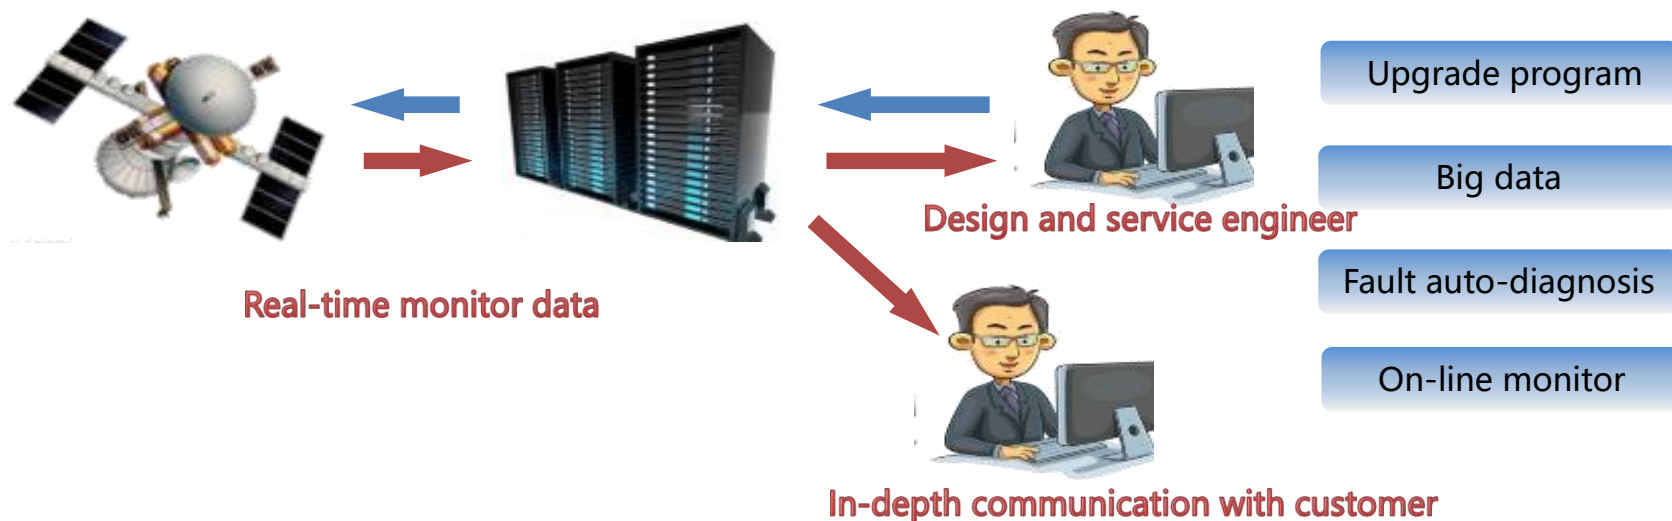 Upgrade program
Big data
Design and service engineer
Fault auto-diagnosis
Real-time monitor data
On-line monitor
In-depth communication with customer